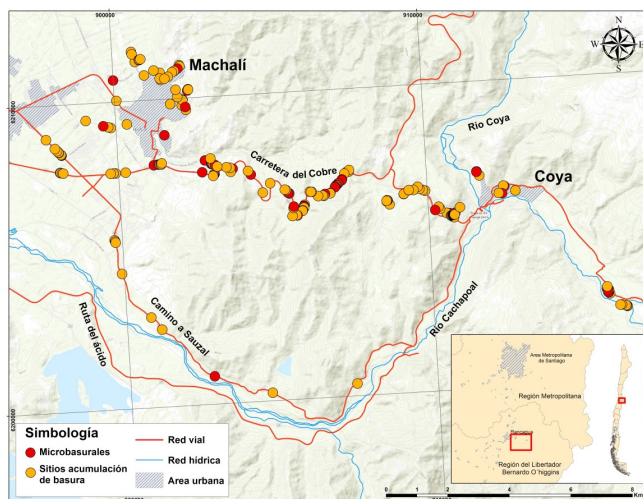 900000
910000
N
W
E
S
Machalí
6210000
Río Coya
Carretera del Cobre
Coya
Camino a Sauzal
Ruta del ácido
Río Cachapoal
6200000
Simbología
Microbasurales
Sitios acumulación
de basura
Red vial
Red hídrica
Area urbana
Area Metropolitana
de Santiago
Región Metropolitana
Rancagua
Región del Libertador
Bernardo O´higgins
0
2
4
6
8